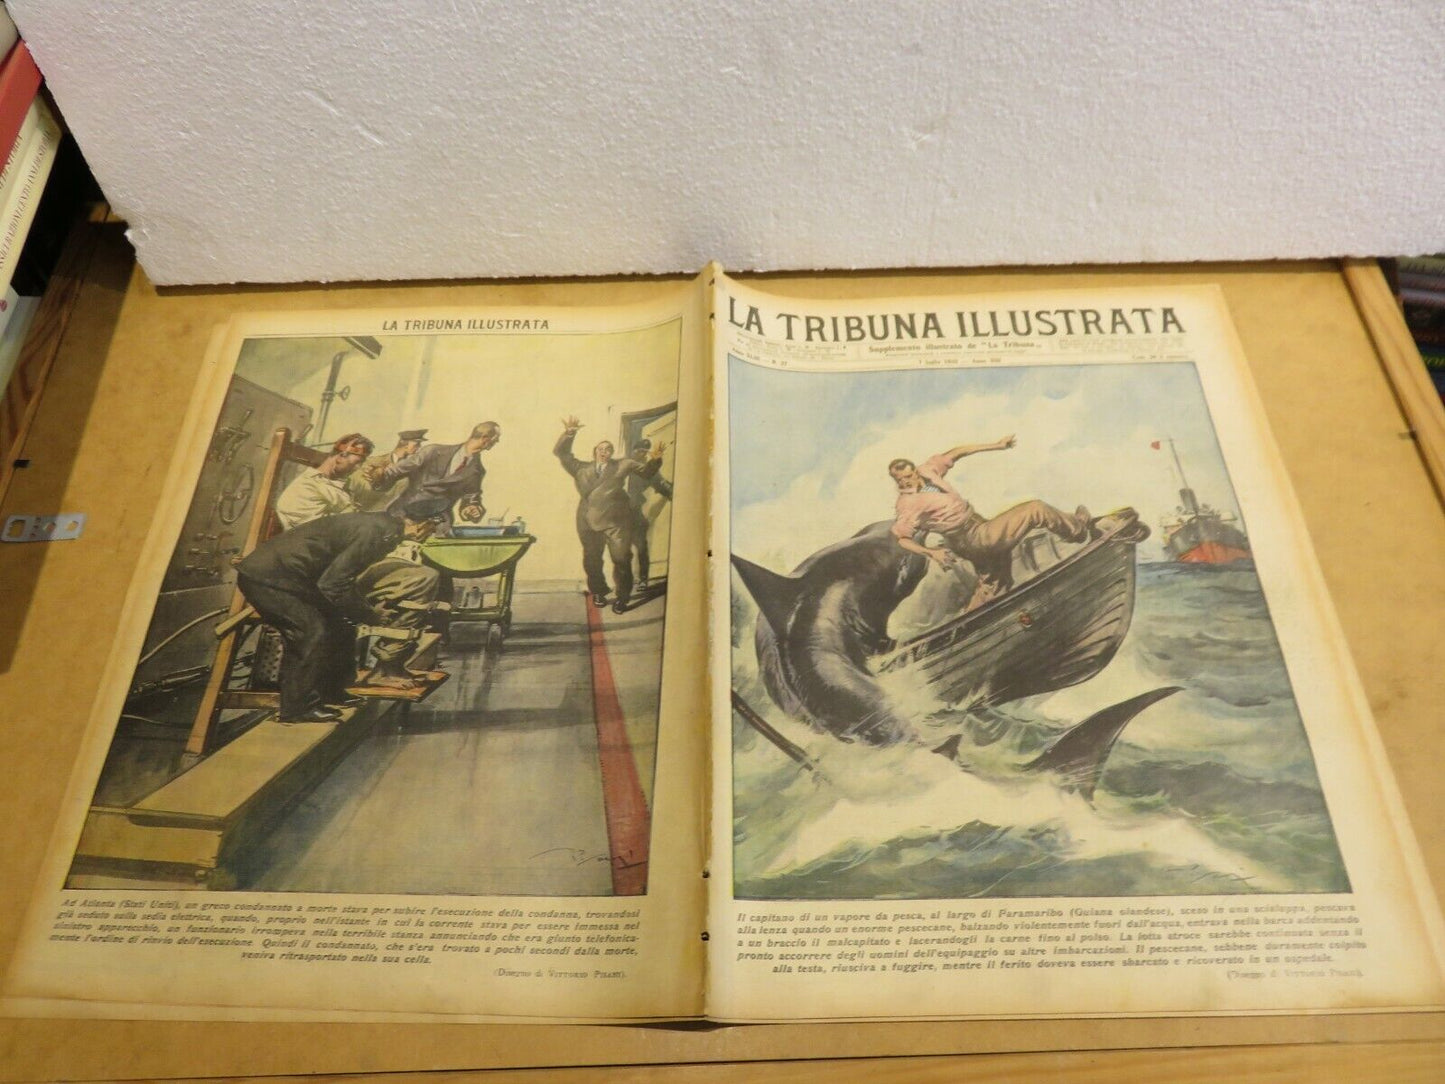 LA TRIBUNA ILLUSTRATA
Ad Atlanta (Stati Uniti), un greco condannato a morte stava per subire l'esecuzione della condanna, trovandosi
già seduto sulla sedia elettrica, quando, proprio nell'istante in cui la corrente stava per essere immessa nel
sinistro apparecchio, un funzionario irrompeva nella terribile stanza annunciando che era giunto telefonica-
mente l'ordine di rinvio dell'esecuzione. Quindi il condannato, che s'era trovato a pochi secondi dalla morte,
veniva ritrasportato nella sua cella.
(Disegno di Vittorio Pisani).
LA TRIBUNA ILLUSTRATA
Supplemento illustrato de "La Tribuna"
Anno XLIII - N. 27
7 luglio 1935 - Anno XIII
Il capitano di un vapore da pesca, al largo di Paramaribo (Guiana olandese), sceso in una scialuppa, pescava
alla lenza quando un enorme pescecane, balzando violentemente fuori dall'acqua, entrava nella barca addentando
a un braccio il malcapitato e lacerandogli la carne fino al polso. La lotta atroce sarebbe continuata senza il
pronto accorrere degli uomini dell'equipaggio su altre imbarcazioni. Il pescecane, sebbene duramente colpito
alla testa, riusciva a fuggire, mentre il ferito doveva essere sbarcato e ricoverato in un ospedale.
(Disegno di Vittorio Pisani).